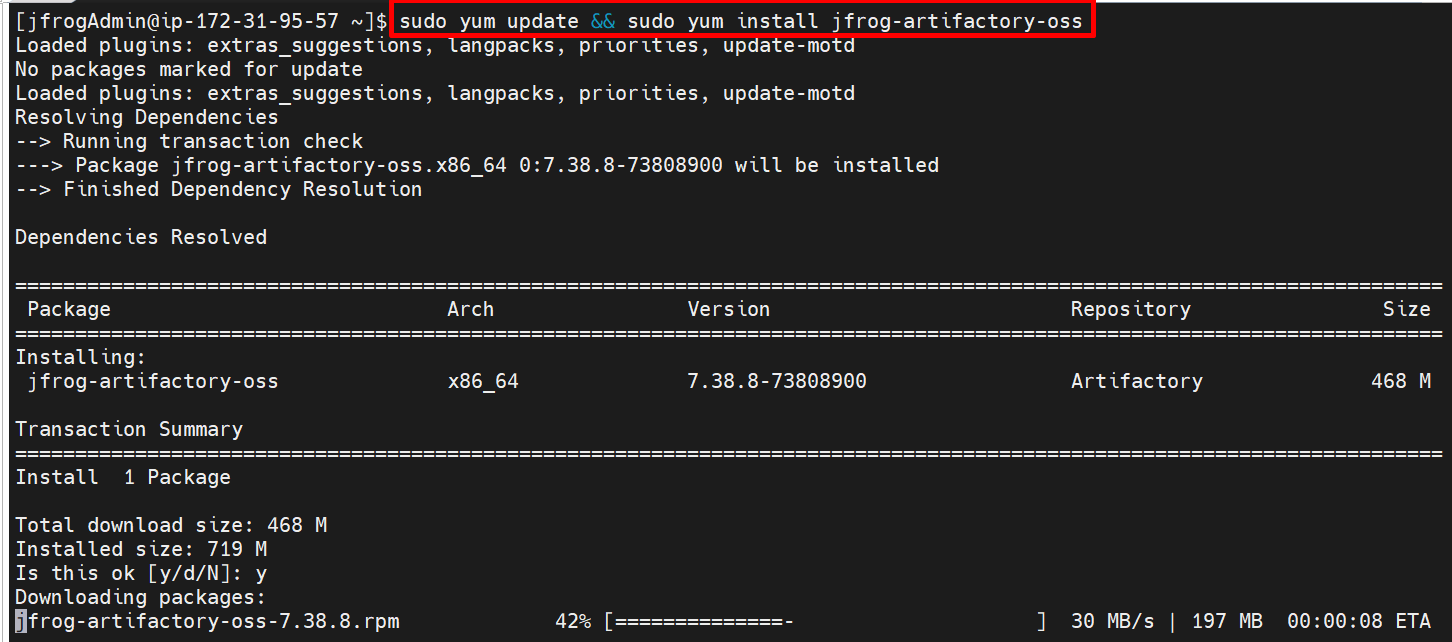 [jfrogAdmin@ip-172-31-95-57 ~]$ sudo yum update && sudo yum install jfrog-artifactory-oss
Loaded plugins: extras_suggestions, langpacks, priorities, update-motd
No packages marked for update
Loaded plugins: extras_suggestions, langpacks, priorities, update-motd
Resolving Dependencies
--> Running transaction check
---> Package jfrog-artifactory-oss.x86_64 0:7.38.8-73808900 will be installed
--> Finished Dependency Resolution

Dependencies Resolved

=======================================================================================================================
 Package                            Arch                Version                         Repository                Size
=======================================================================================================================
Installing:
 jfrog-artifactory-oss              x86_64              7.38.8-73808900                 Artifactory              468 M

Transaction Summary
=======================================================================================================================
Install  1 Package

Total download size: 468 M
Installed size: 719 M
Is this ok [y/d/N]: y
Downloading packages:
jfrog-artifactory-oss-7.38.8.rpm             42% [==============-                    ]  30 MB/s | 197 MB  00:00:08 ETA